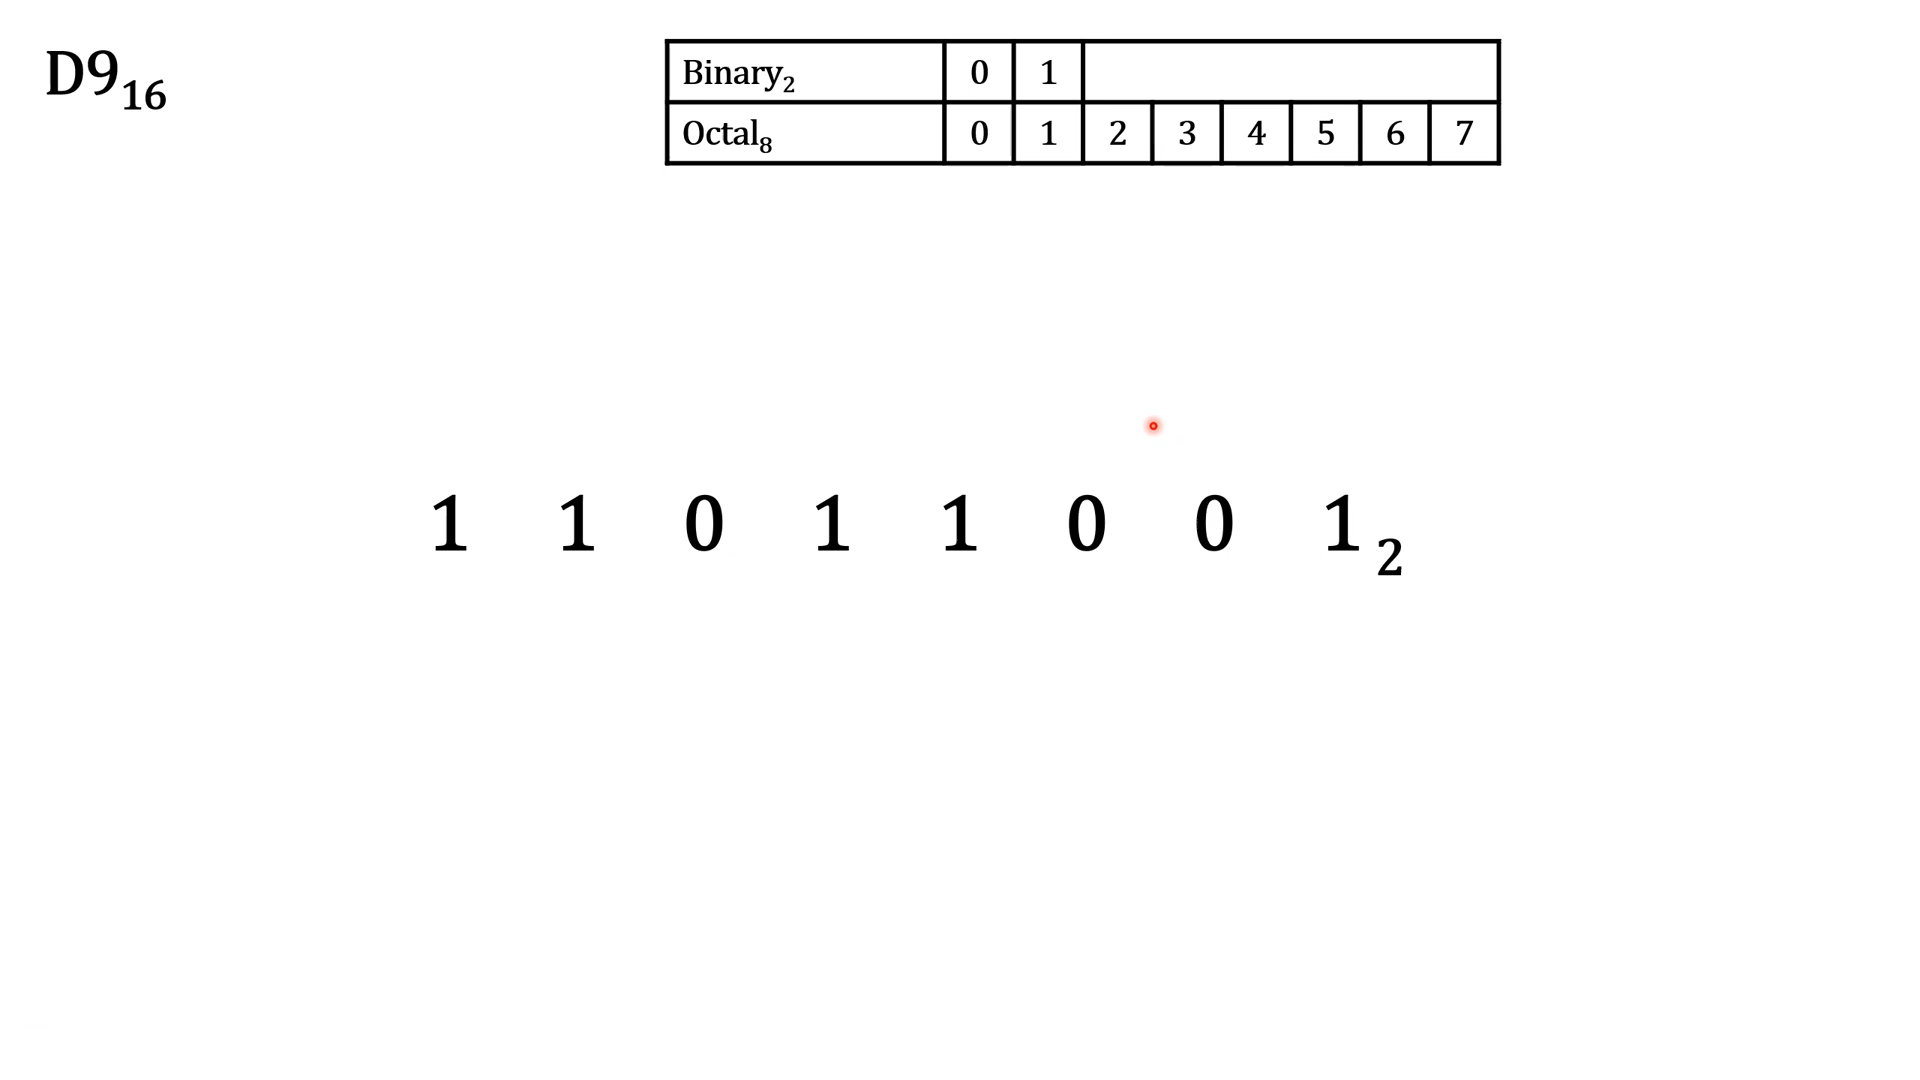 D9₁₆
Binary₂ 0 1
Octal₈ 0 1 2 3 4 5 6 7
1 1 0 1 1 0 0 1₂